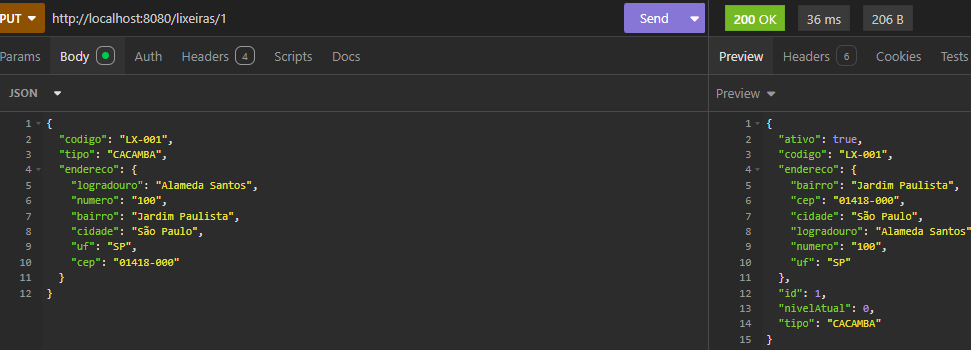 PUT http://localhost:8080/lixeiras/1 Send 200 OK 36 ms 206 B
Params Body Auth Headers 4 Scripts Docs Preview Headers 6 Cookies Tests
JSON Preview
1 {
2 "codigo": "LX-001",
3 "tipo": "CACAMBA",
4 "endereco": {
5 "logradouro": "Alameda Santos",
6 "numero": "100",
7 "bairro": "Jardim Paulista",
8 "cidade": "São Paulo",
9 "uf": "SP",
10 "cep": "01418-000"
11 }
12 }
1 {
2 "ativo": true,
3 "codigo": "LX-001",
4 "endereco": {
5 "bairro": "Jardim Paulista",
6 "cep": "01418-000",
7 "cidade": "São Paulo",
8 "logradouro": "Alameda Santos"
9 "numero": "100",
10 "uf": "SP"
11 },
12 "id": 1,
13 "nivelAtual": 0,
14 "tipo": "CACAMBA"
15 }